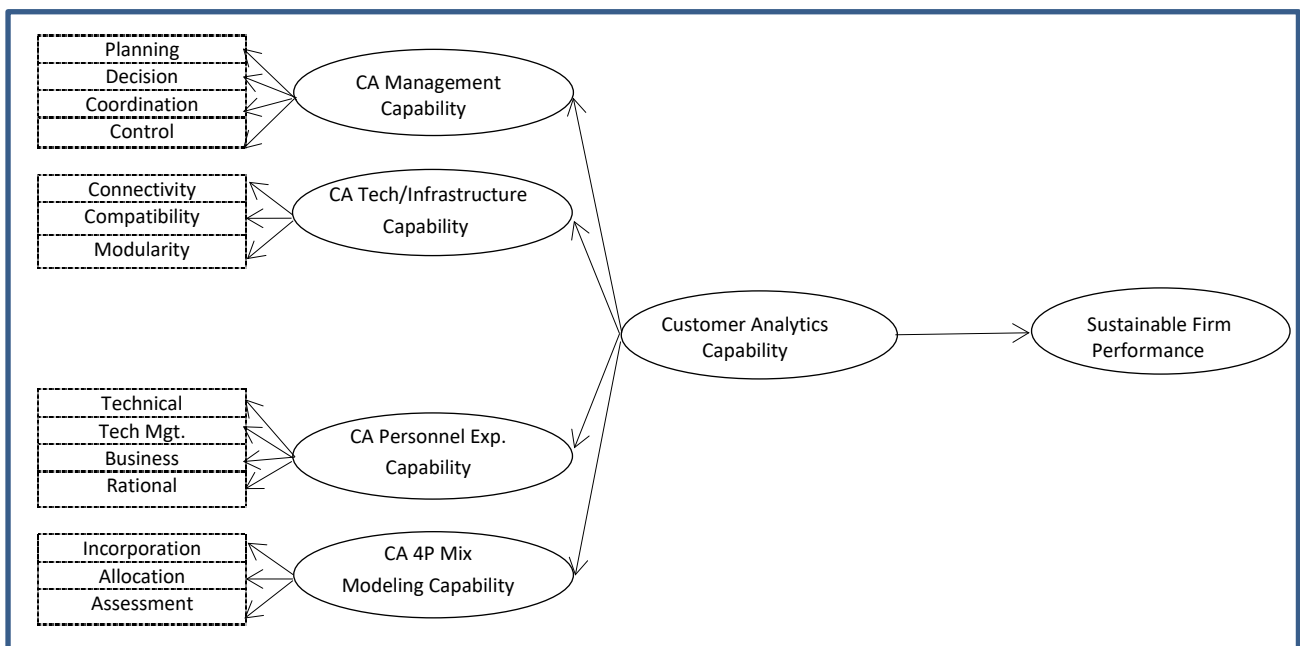 Planning
Decision
Coordination
Control
CA Management
Capability
Connectivity
Compatibility
Modularity
CA Tech/Infrastructure
Capability
Customer Analytics
Capability
Sustainable Firm
Performance
Technical
Tech Mgt.
Business
Rational
CA Personnel Exp.
Capability
Incorporation
Allocation
Assessment
CA 4P Mix
Modeling Capability